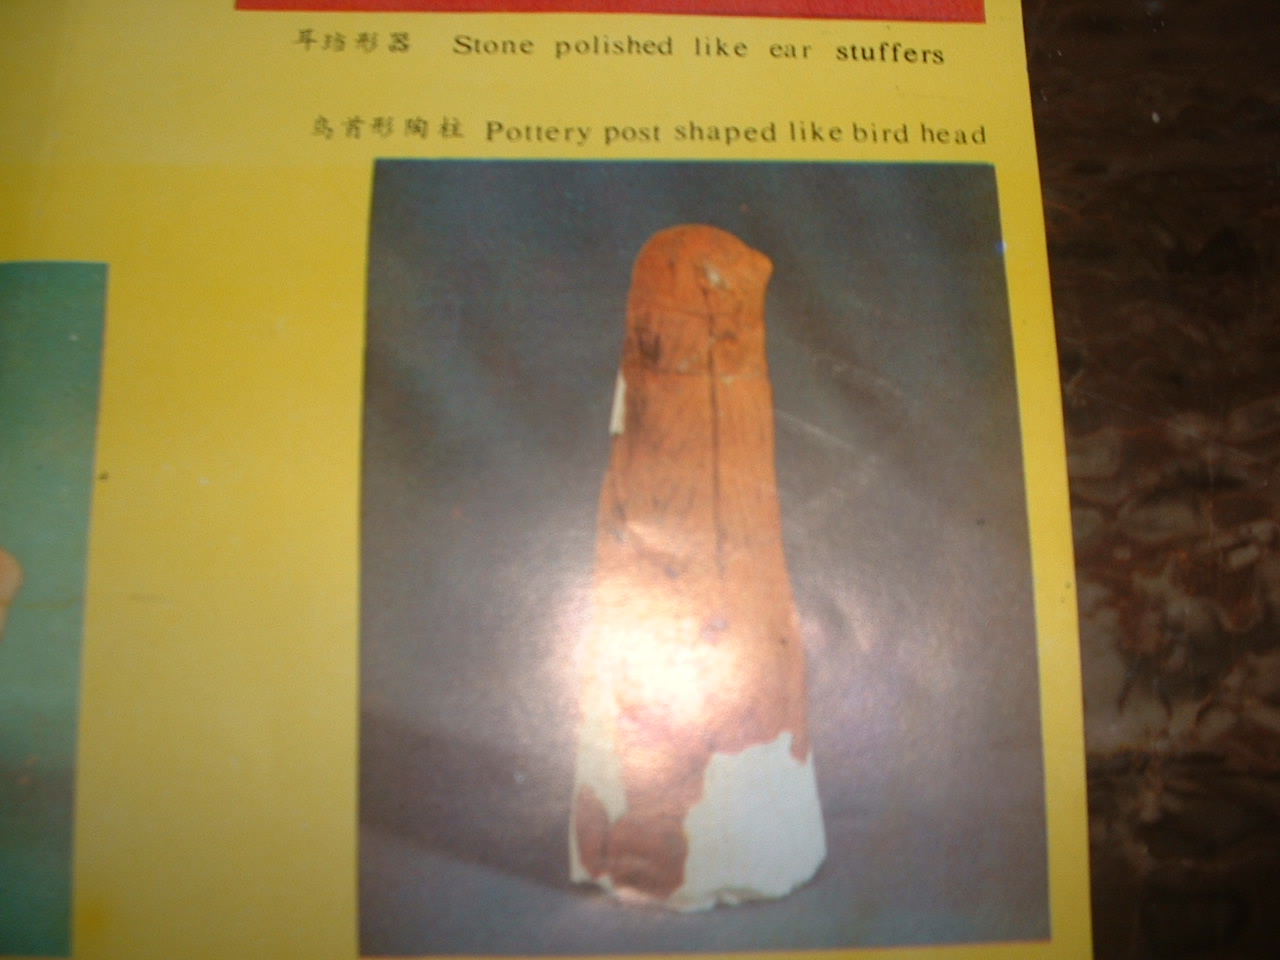 耳珰形器 Stone polished like ear stuffers
鸟首形陶柱 Pottery post shaped like bird head